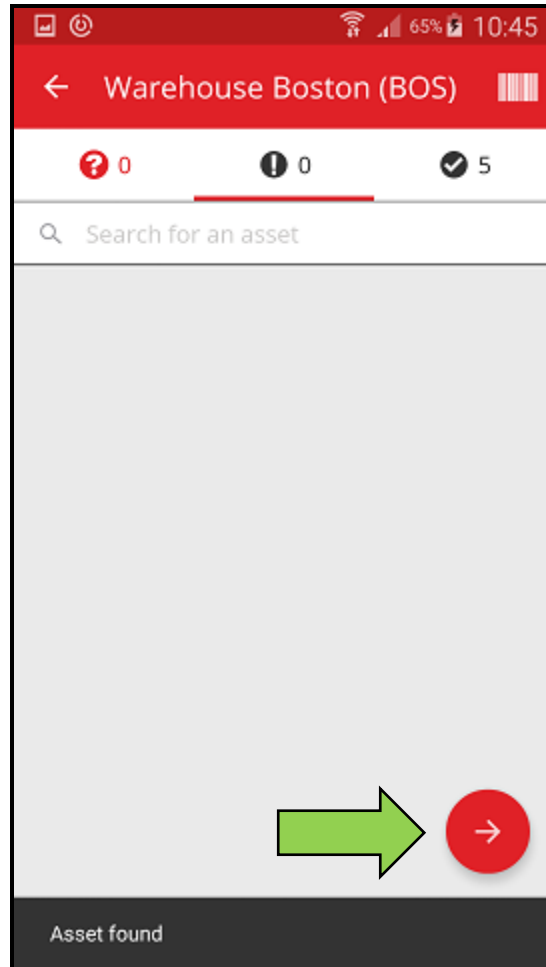 65% 10:45
Warehouse Boston (BOS)
0 0 5
Search for an asset
Asset found